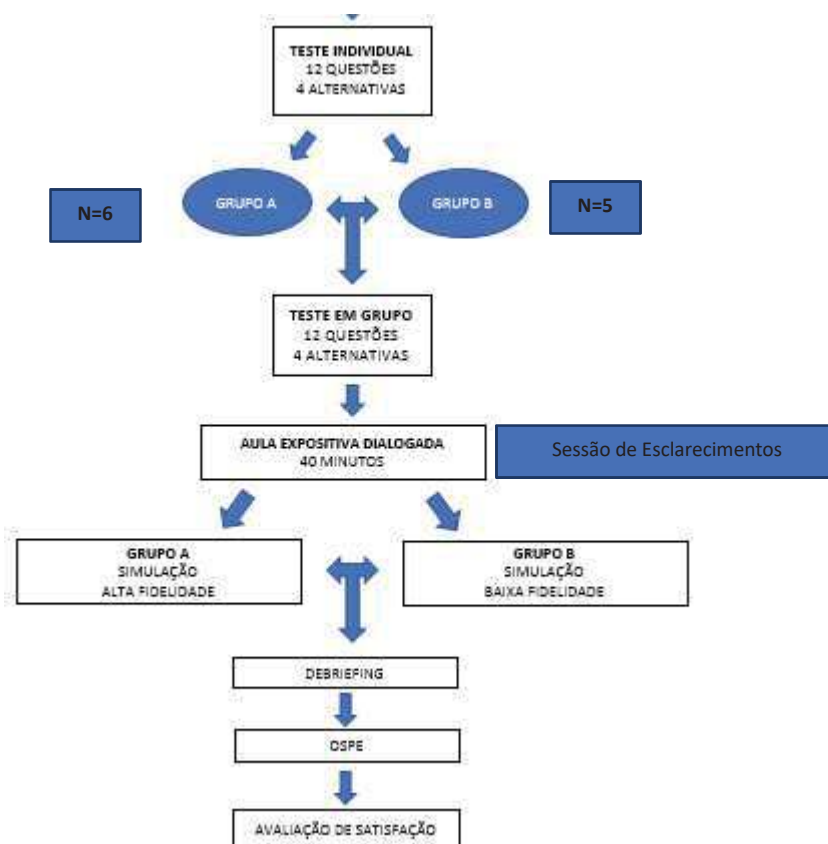 TESTE INDIVIDUAL
12 QUESTÕES
4 ALTERNATIVAS
N=6
GRUPO A
GRUPO B
N=5
TESTE EM GRUPO
12 QUESTÕES
4 ALTERNATIVAS
AULA EXPOSITIVA DIALOGADA
40 MINUTOS
Sessão de Esclarecimentos
GRUPO A
SIMULAÇÃO
ALTA FIDELIDADE
GRUPO B
SIMULAÇÃO
BAIXA FIDELIDADE
DEBRIEFING
OSPE
AVALIAÇÃO DE SATISFAÇÃO